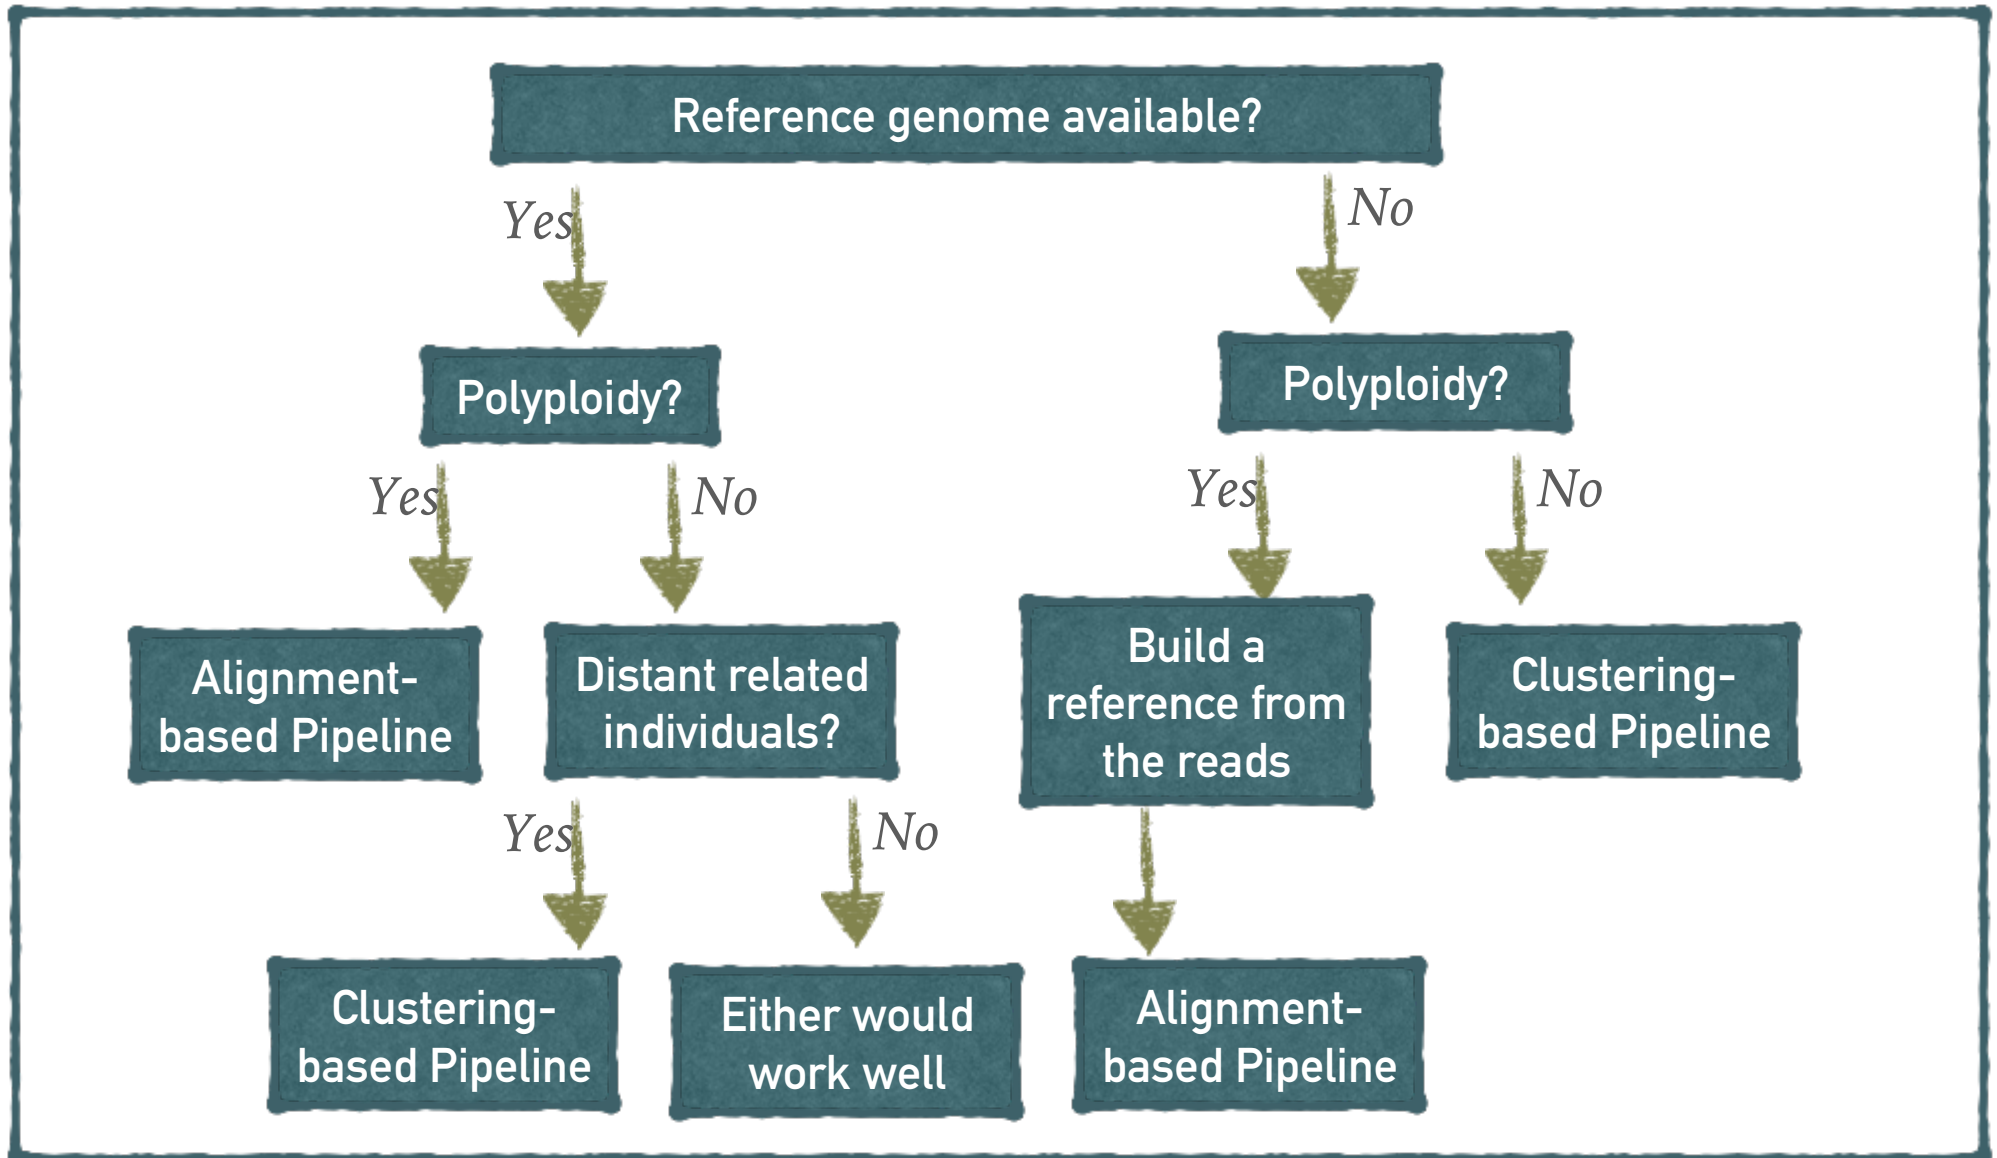 Reference genome available?
Yes
No
Polyploidy?
Polyploidy?
Yes
No
Yes
No
Alignment-
based Pipeline
Distant related
individuals?
Build a
reference from
the reads
Clustering-
based Pipeline
Yes
No
Clustering-
based Pipeline
Either would
work well
Alignment-
based Pipeline